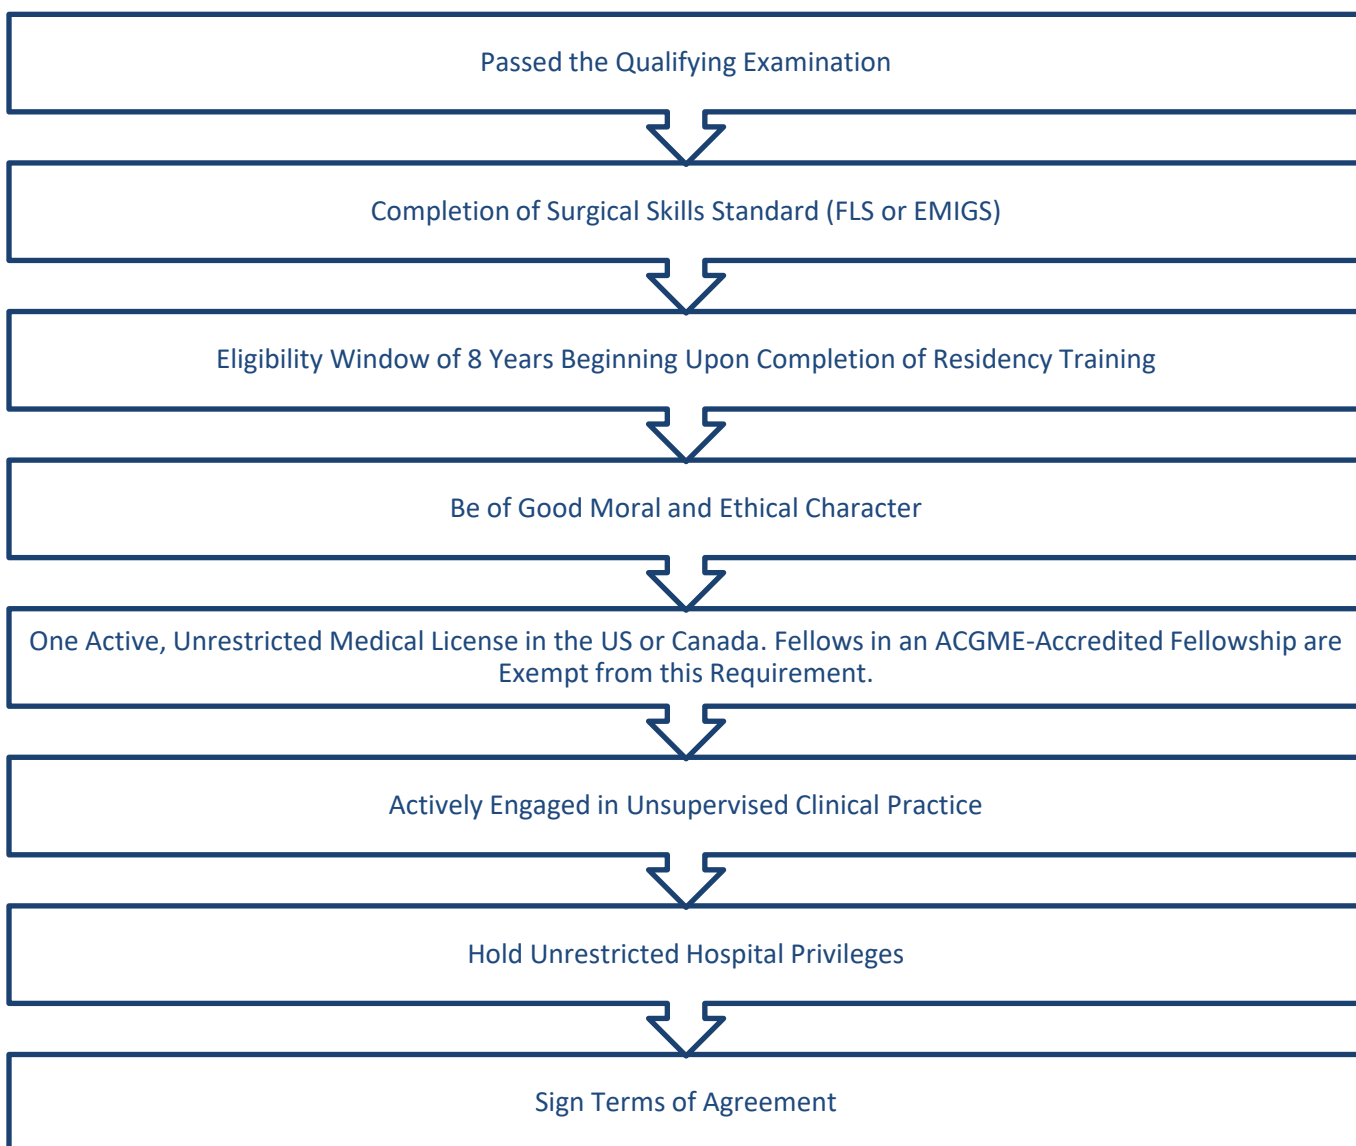 Passed the Qualifying Examination
Completion of Surgical Skills Standard (FLS or EMIGS)
Eligibility Window of 8 Years Beginning Upon Completion of Residency Training
Be of Good Moral and Ethical Character
One Active, Unrestricted Medical License in the US or Canada. Fellows in an ACGME-Accredited Fellowship are
Exempt from this Requirement.
Actively Engaged in Unsupervised Clinical Practice
Hold Unrestricted Hospital Privileges
Sign Terms of Agreement